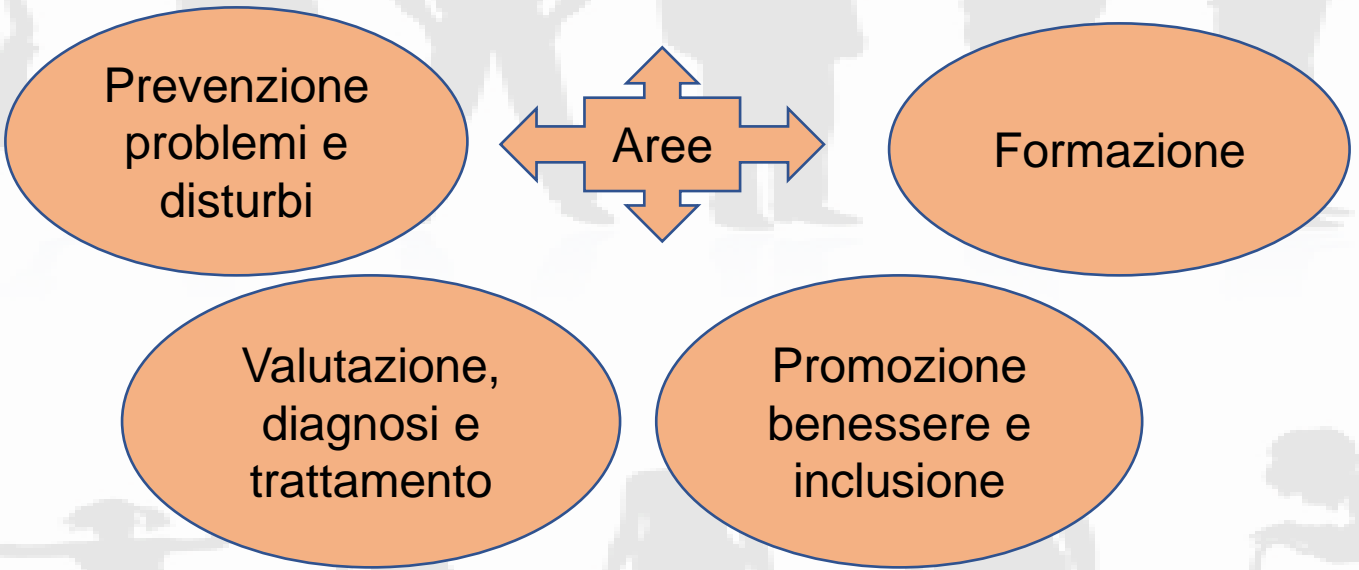 Prevenzione
problemi e
disturbi
Aree
Formazione
Valutazione,
diagnosi e
trattamento
Promozione
benessere e
inclusione